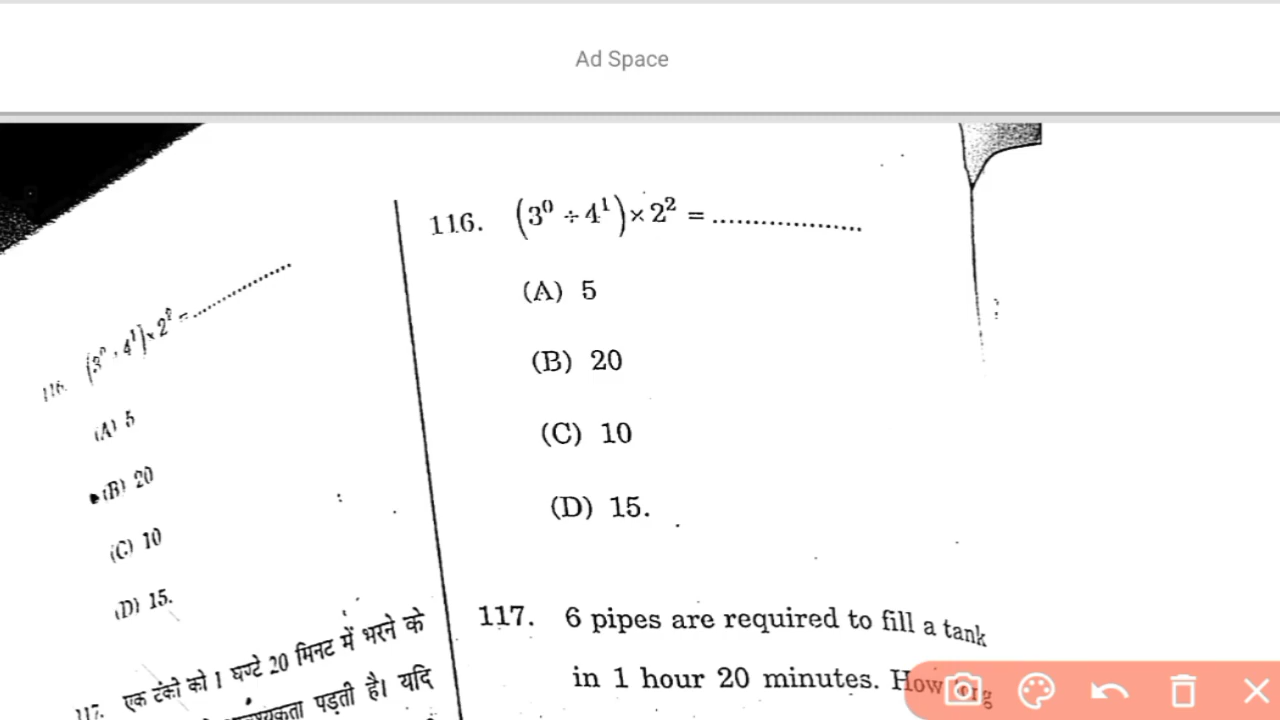 Ad Space
116. (3⁰ ÷ 4¹) × 2² = ..................
(A) 5
(B) 20
(C) 10
(D) 15.
117. 6 pipes are required to fill a tank
in 1 hour 20 minutes. How
116. (3⁰ 4¹) × 2² = ..................
(A) 5
(B) 20
(C) 10
(D) 15.
117. एक टंकी को 1 घण्टे 20 मिनट में भरने के
पड़ती है। यदि